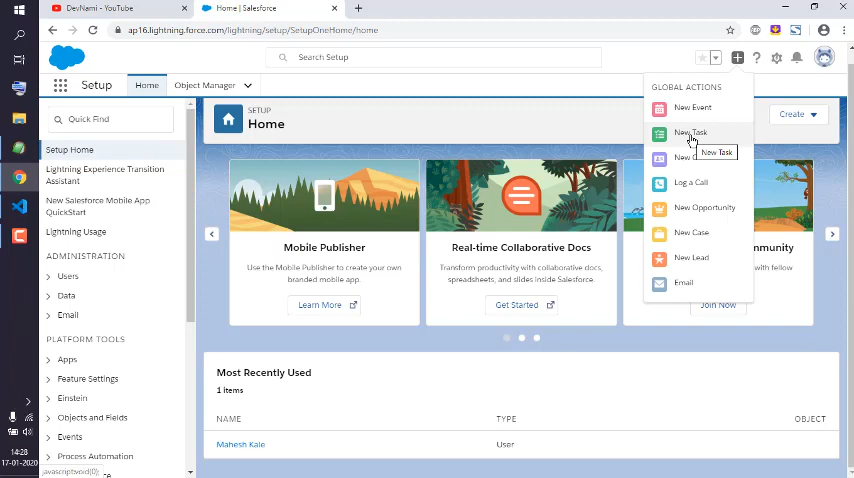 DevNami - YouTube
Home | Salesforce
ap16.lightning.force.com/lightning/setup/SetupOneHome/home
Search Setup
Setup
Home
Object Manager
GLOBAL ACTIONS
New Event
New Task
New Task
New
Log a Call
New Opportunity
New Case
New Lead
Email
Quick Find
SETUP
Home
Create
Setup Home
Lightning Experience Transition
Assistant
New Salesforce Mobile App
QuickStart
Lightning Usage
ADMINISTRATION
Users
Data
Email
PLATFORM TOOLS
Apps
Feature Settings
Einstein
Objects and Fields
Events
Process Automation
javascript:void(0);
Mobile Publisher
Use the Mobile Publisher to create your own
branded mobile app.
Learn More
Real-time Collaborative Docs
Transform productivity with collaborative docs,
spreadsheets, and slides inside Salesforce.
Get Started
mmunity
with fellow
Join Now
Most Recently Used
1 items
NAME
TYPE
OBJECT
Mahesh Kale
User
14:28
17-01-2020